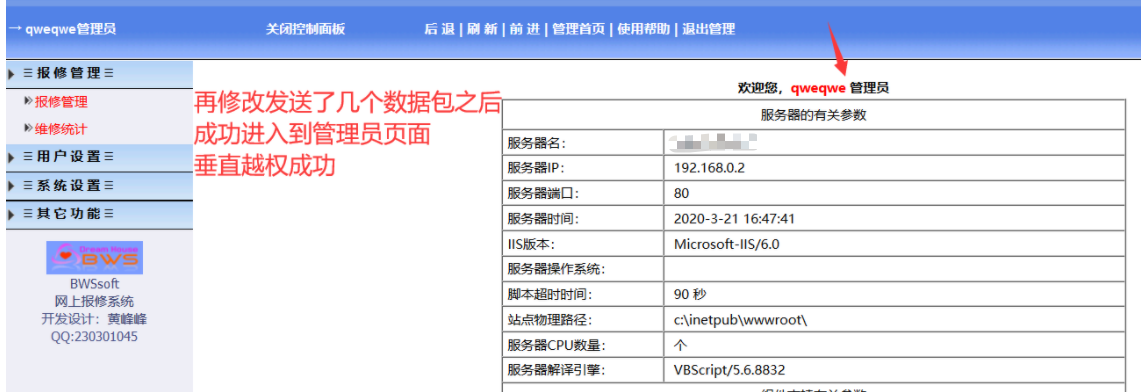 → qweqwe管理员 关闭控制面板 后 退 | 刷 新 | 前 进 | 管理首页 | 使用帮助 | 退出管理
☰报 修 管 理☰
报修管理
维修统计
☰用 户 设 置☰
☰系 统 设 置☰
☰其 它 功 能☰
Dream House
BWS
BWSsoft
网上报修系统
开发设计：黄峰峰
QQ:230301045
再修改发送了几个数据包之后
成功进入到管理员页面
垂直越权成功
欢迎您，qweqwe 管理员
服务器的有关参数
服务器名：
服务器IP： 192.168.0.2
服务器端口： 80
服务器时间： 2020-3-21 16:47:41
IIS版本： Microsoft-IIS/6.0
服务器操作系统：
脚本超时时间： 90 秒
站点物理路径： c:\inetpub\wwwroot\
服务器CPU数量： 个
服务器解译引擎： VBScript/5.6.8832